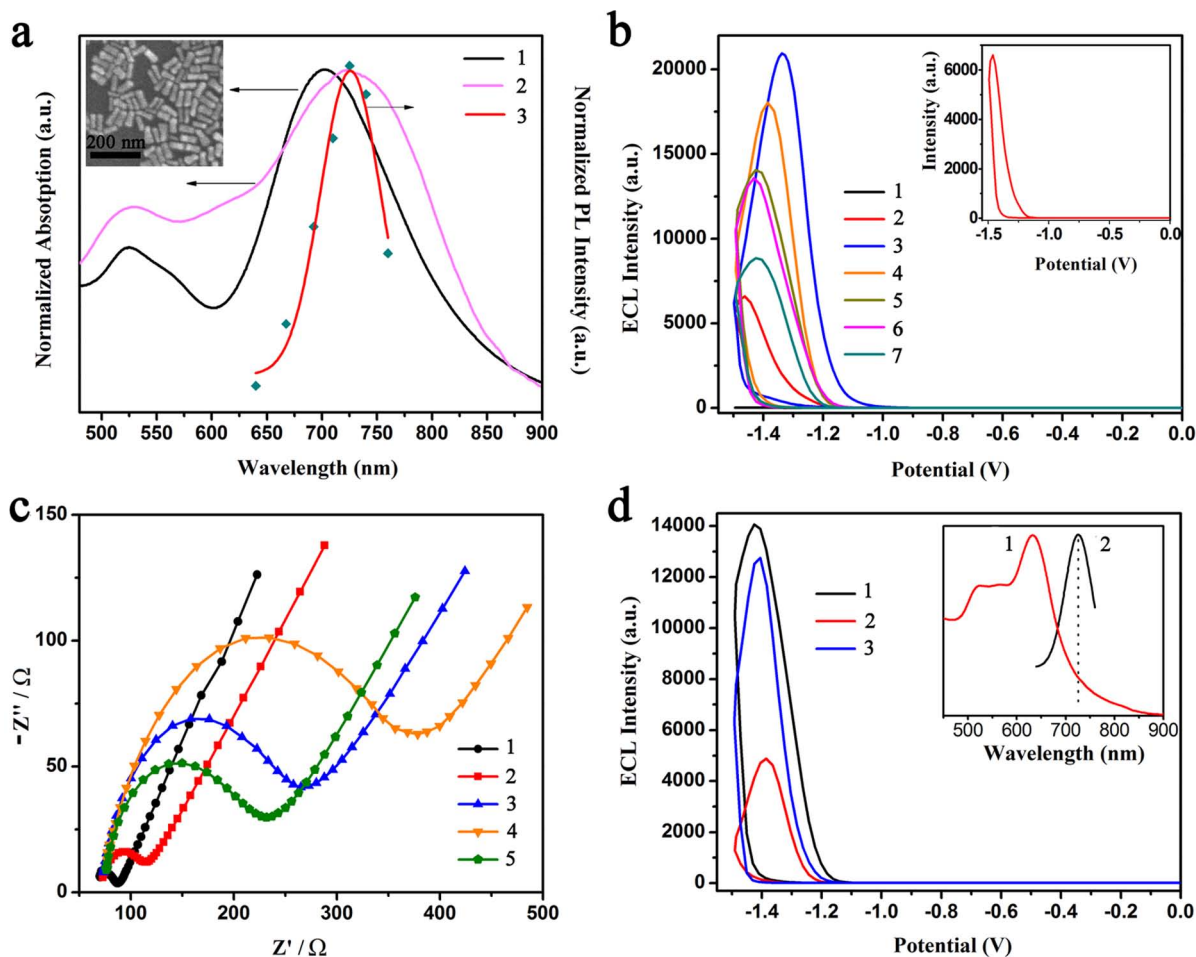 a
Normalized Absoption (a.u.)
200 nm
1
2
3
Normalized PL Intensity (a.u.)
500 550 600 650 700 750 800 850 900
Wavelength (nm)
b
ECL Intensity (a.u.)
20000
15000
10000
5000
0
1
2
3
4
5
6
7
Intensity (a.u.)
6000
4000
2000
0
-1.5 -1.0 -0.5 0.0
Potential (V)
-1.4 -1.2 -1.0 -0.8 -0.6 -0.4 -0.2 0.0
Potential (V)
c
-Z''/Ω
150
100
50
0
1
2
3
4
5
100 200 300 400 500
Z'/Ω
d
ECL Intensity (a.u.)
14000
12000
10000
8000
6000
4000
2000
0
1
2
3
1 2
500 600 700 800 900
Wavelength (nm)
-1.4 -1.2 -1.0 -0.8 -0.6 -0.4 -0.2 0.0
Potential (V)